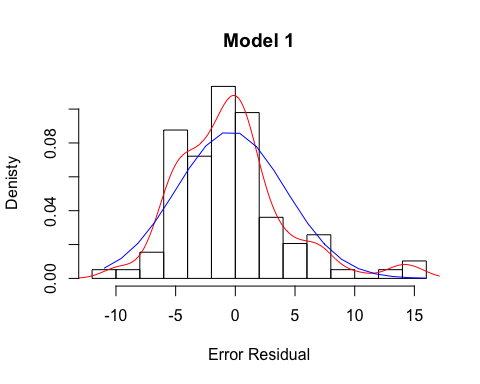 Model 1
Denisty
0.00 0.04 0.08
-10 -5 0 5 10 15
Error Residual